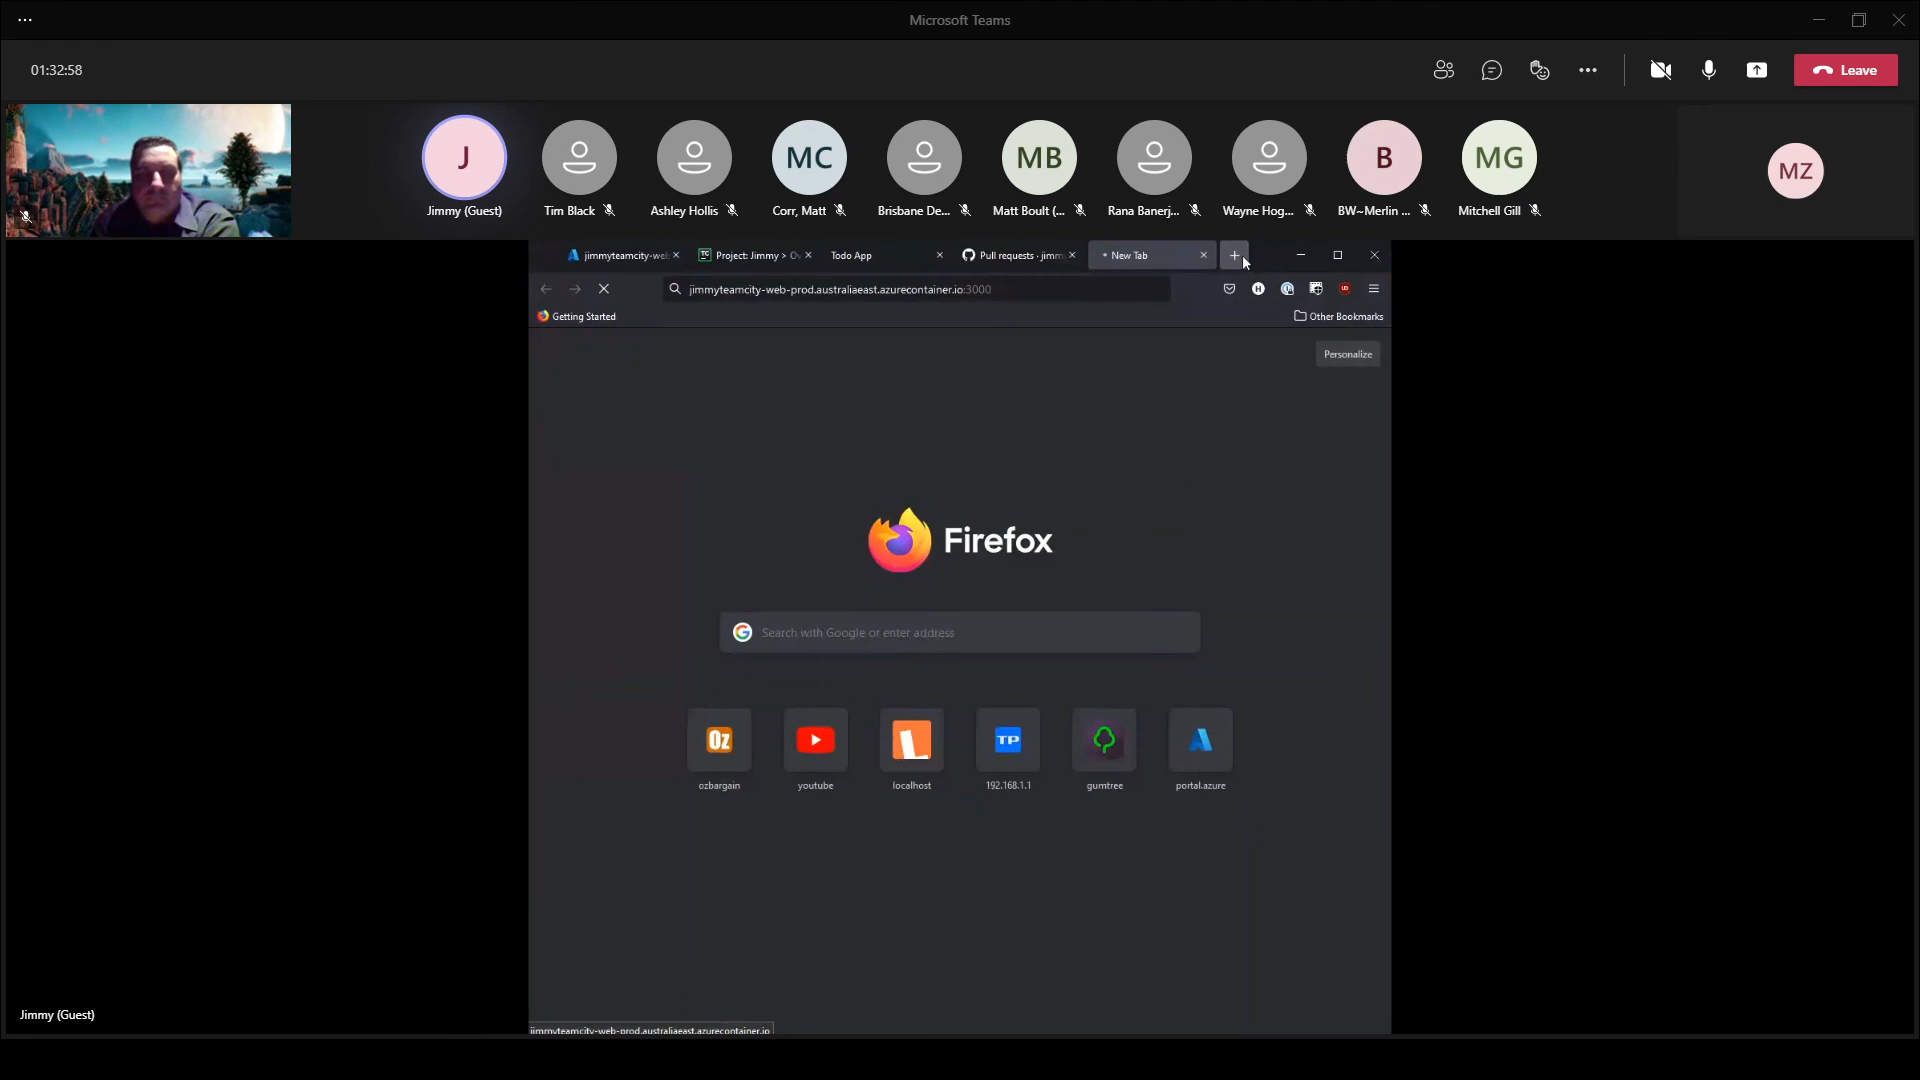 Microsoft Teams
01:32:58
Leave
J
MC
MB
B
MG
MZ
Jimmy (Guest)
Tim Black
Ashley Hollis
Corr, Matt
Brisbane De...
Matt Boult (...
Rana Banerj...
Wayne Hog...
BW~Merlin ...
Mitchell Gill
jimmyteamcity-web
Project: Jimmy > Ov
Todo App
Pull requests · jimm
New Tab
jimmyteamcity-web-prod.australiaeast.azurecontainer.io:3000
Getting Started
Other Bookmarks
Personalize
Firefox
Search with Google or enter address
Oz
TP
ozbargain
youtube
localhost
192.168.1.1
gumtree
portal.azure
Jimmy (Guest)
jimmyteamcity-web-prod.australiaeast.azurecontainer.io